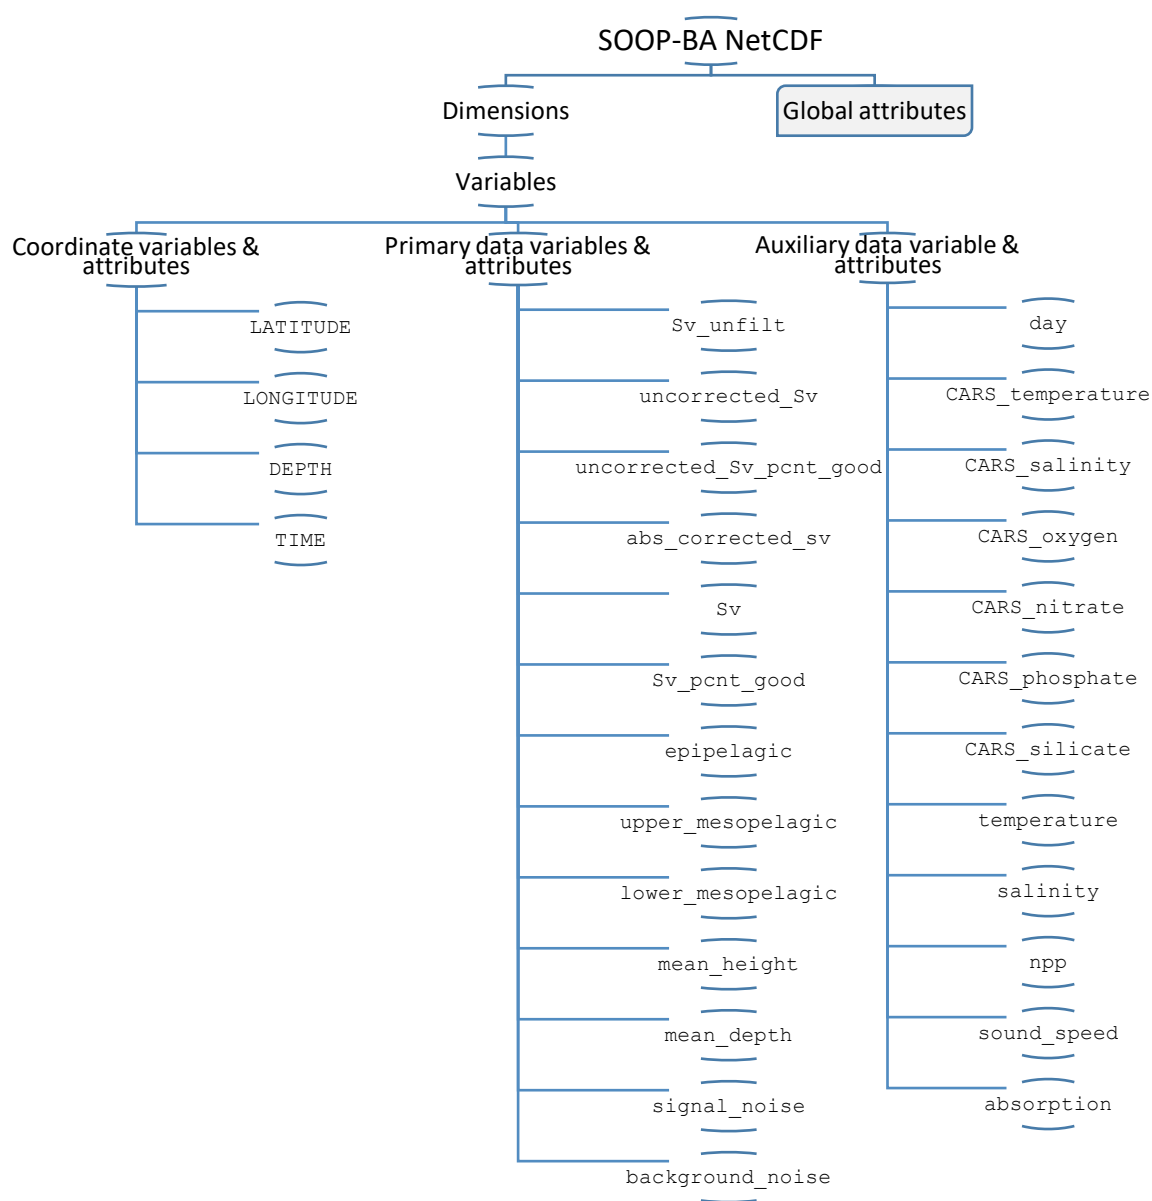 SOOP-BA NetCDF
Dimensions
Global attributes
Variables
Coordinate variables &
attributes
LATITUDE
LONGITUDE
DEPTH
TIME
Primary data variables &
attributes
Sv_unfilt
uncorrected_Sv
uncorrected_Sv_pcnt_good
abs_corrected_sv
Sv
Sv_pcnt_good
epipelagic
upper_mesopelagic
lower_mesopelagic
mean_height
mean_depth
signal_noise
background_noise
Auxiliary data variable &
attributes
day
CARS_temperature
CARS_salinity
CARS_oxygen
CARS_nitrate
CARS_phosphate
CARS_silicate
temperature
salinity
npp
sound_speed
absorption